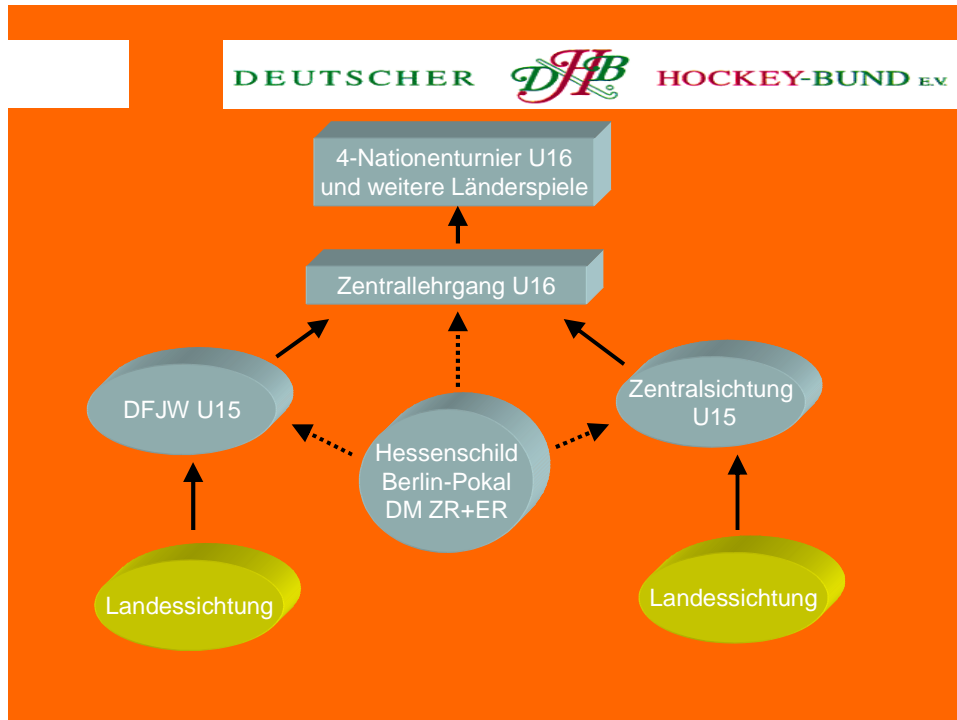 DEUTSCHER DHB HOCKEY-BUND E.V.
4-Nationenturnier U16
und weitere Länderspiele
Zentrallehrgang U16
DFJW U15
Zentralsichtung
U15
Hessenschild
Berlin-Pokal
DM ZR+ER
Landessichtung
Landessichtung